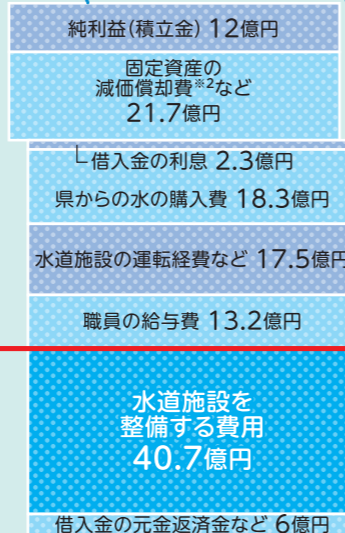 純利益(積立金) 12億円
固定資産の
減価償却費※2など
21.7億円
借入金の利息 2.3億円
県からの水の購入費 18.3億円
水道施設の運転経費など 17.5億円
職員の給与費 13.2億円
水道施設を
整備する費用
40.7億円
借入金の元金返済金など 6億円